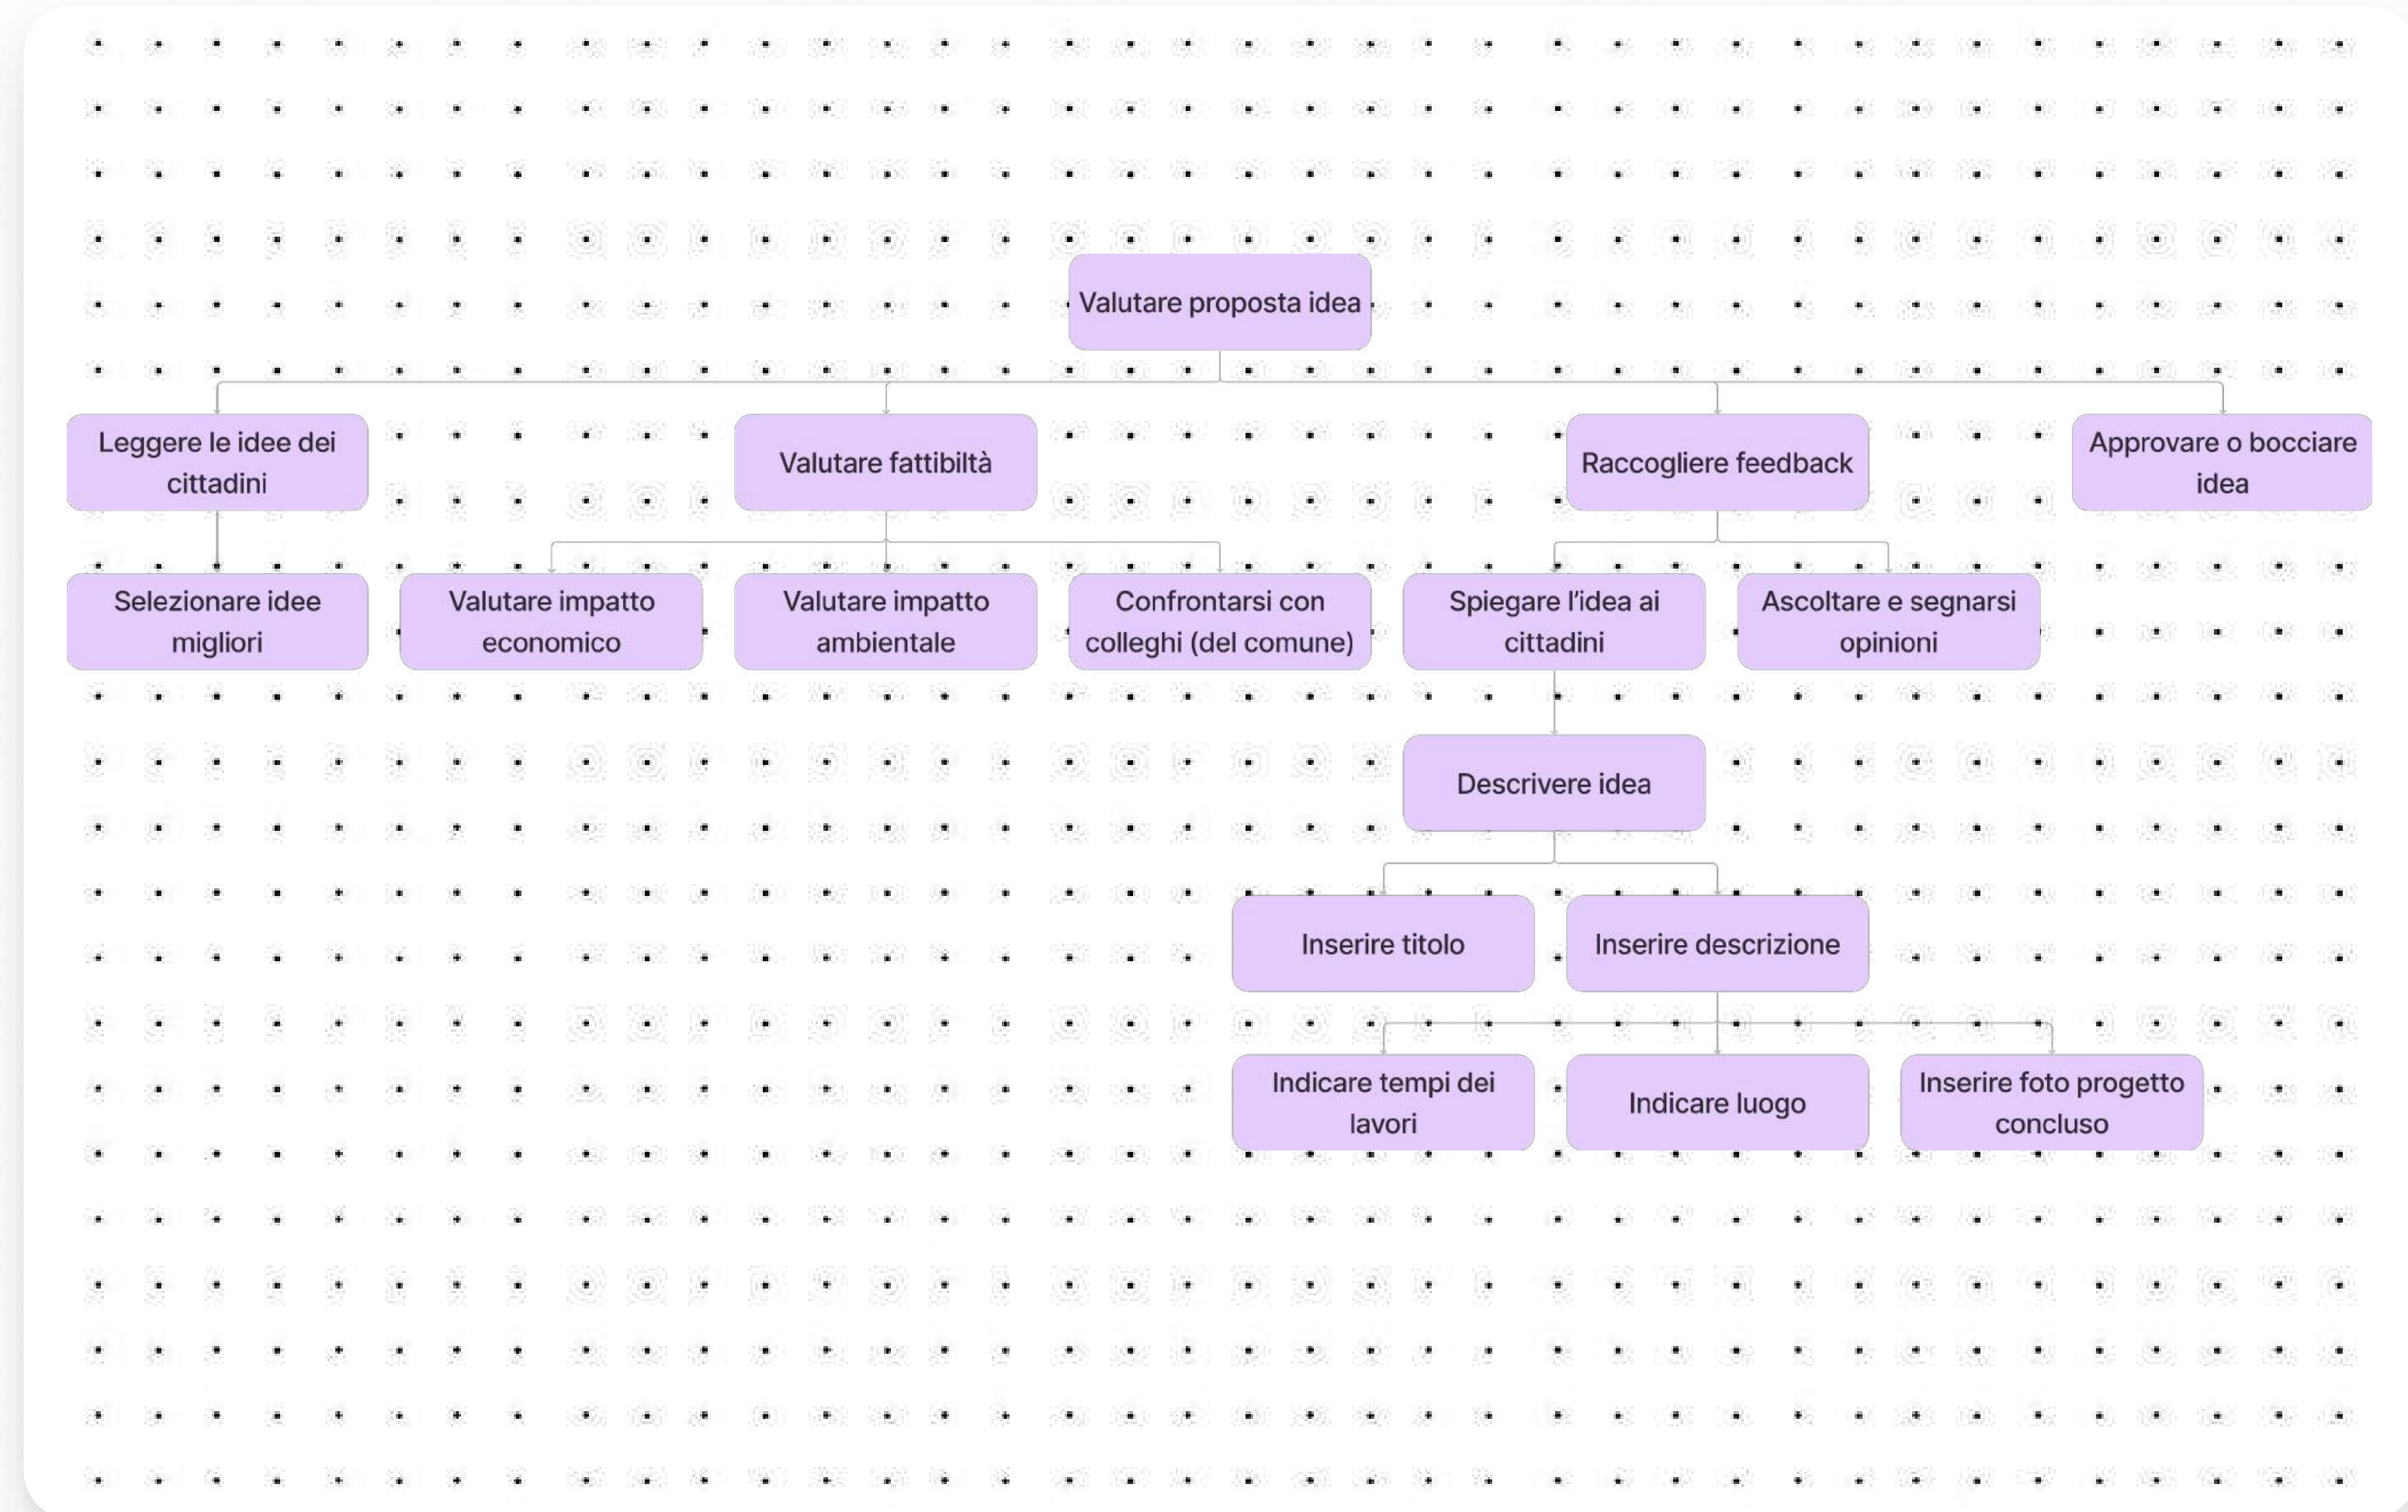 Valutare proposta idea
Leggere le idee dei
cittadini
Valutare fattibiltà
Raccogliere feedback
Approvare o bocciare
idea
Selezionare idee
migliori
Valutare impatto
economico
Valutare impatto
ambientale
Confrontarsi con
colleghi (del comune)
Spiegare l’idea ai
cittadini
Ascoltare e segnarsi
opinioni
Descrivere idea
Inserire titolo
Inserire descrizione
Indicare tempi dei
lavori
Indicare luogo
Inserire foto progetto
concluso